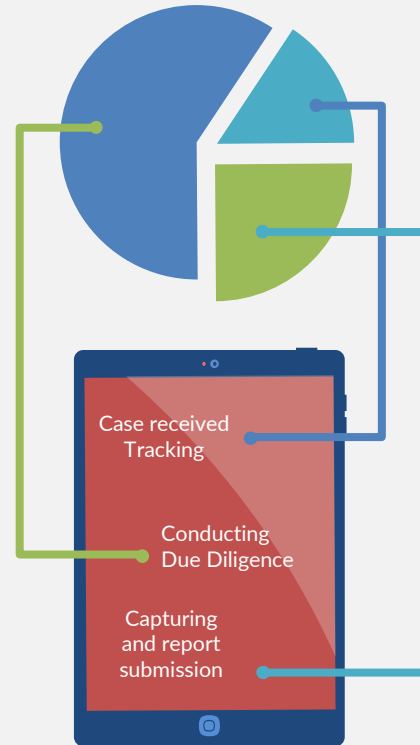 Case received
Tracking
Conducting
Due Diligence
Capturing
and report
submission